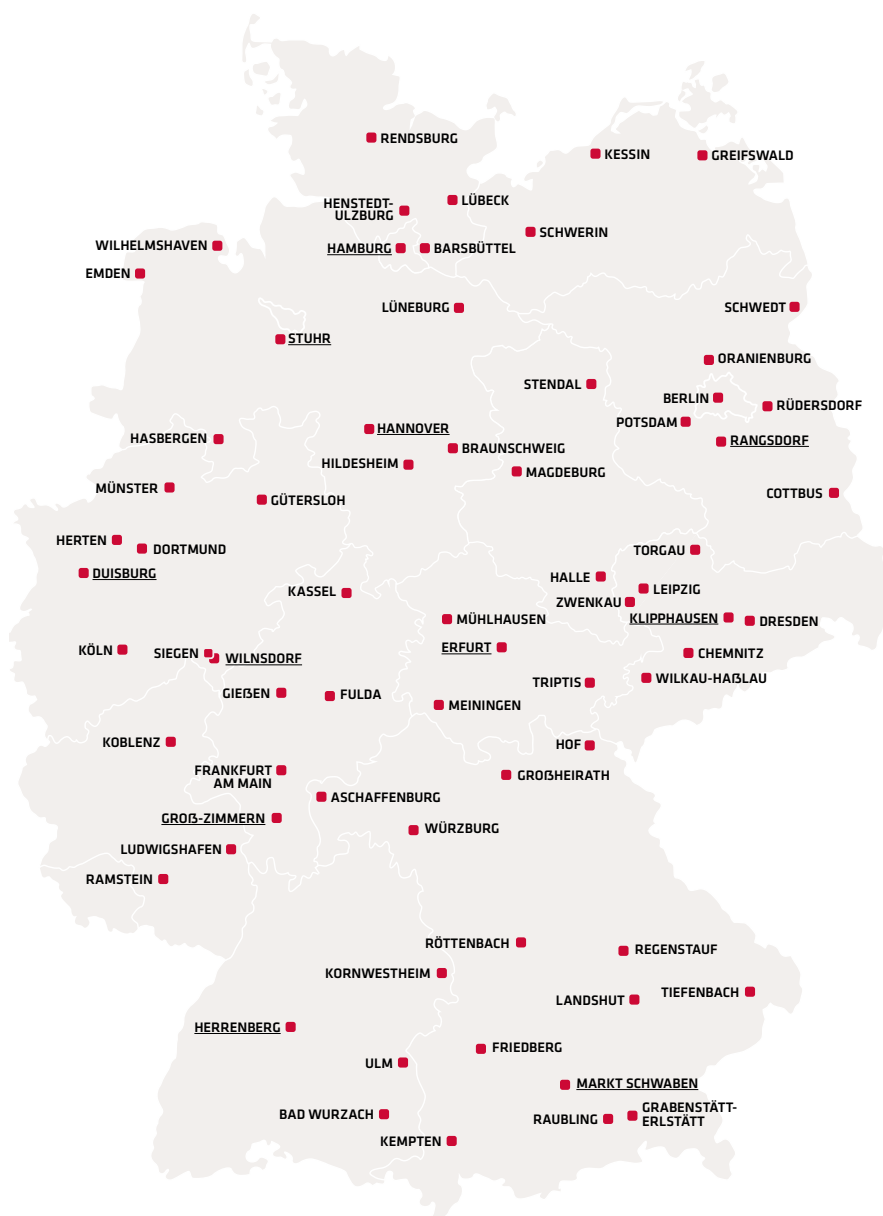 RENDSBURG
KESSIN
GREIFSWALD
HENSTEDT-
ULZBURG
LÜBECK
SCHWERIN
WILHELMSHAVEN
HAMBURG
BARSBÜTTEL
EMDEN
LÜNEBURG
SCHWEDT
STUHR
ORANIENBURG
STENDAL
BERLIN
RÜDERSDORF
POTSDAM
HANNOVER
RANGSDORF
HASBERGEN
BRAUNSCHWEIG
HILDESHEIM
MAGDEBURG
MÜNSTER
GÜTERSLOH
COTTBUS
HERTEN
DORTMUND
TORGAU
DUISBURG
HALLE
LEIPZIG
KASSEL
ZWENKAU
MÜHLHAUSEN
KLIPPHAUSEN
DRESDEN
KÖLN
SIEGEN
WILNSDORF
ERFURT
CHEMNITZ
GIEẞEN
FULDA
TRIPTIS
WILKAU-HAẞLAU
MEININGEN
KOBLENZ
HOF
FRANKFURT
AM MAIN
GROẞHEIRATH
ASCHAFFENBURG
GROẞ-ZIMMERN
WÜRZBURG
LUDWIGSHAFEN
RAMSTEIN
RÖTTENBACH
REGENSTAUF
KORNWESTHEIM
LANDSHUT
TIEFENBACH
HERRENBERG
FRIEDBERG
ULM
MARKT SCHWABEN
BAD WURZACH
RAUBLING
GRABENSTÄTT-
ERLSTÄTT
KEMPTEN